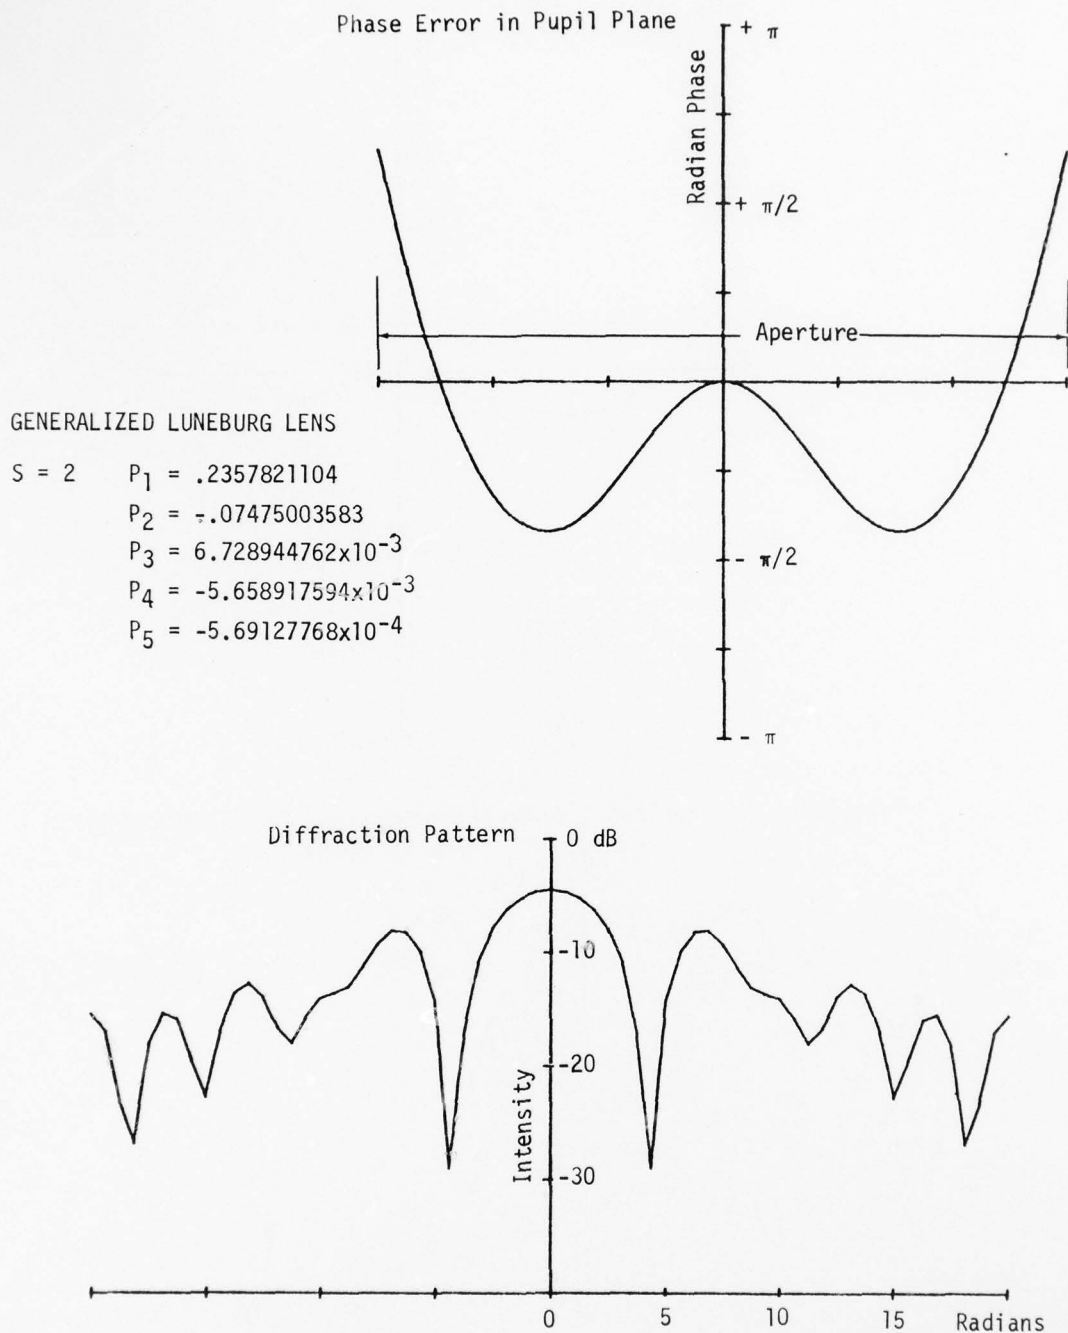 Phase Error in Pupil Plane
+ π
Radian Phase
+ π/2
Aperture
- π/2
- π
GENERALIZED LUNEBURG LENS
S = 2 P1 = .2357821104
P2 = -.07475003583
P3 = 6.728944762x10-3
P4 = -5.658917594x10-3
P5 = -5.69127768x10-4
Diffraction Pattern
0 dB
-10
-20
Intensity
-30
0 5 10 15 Radians